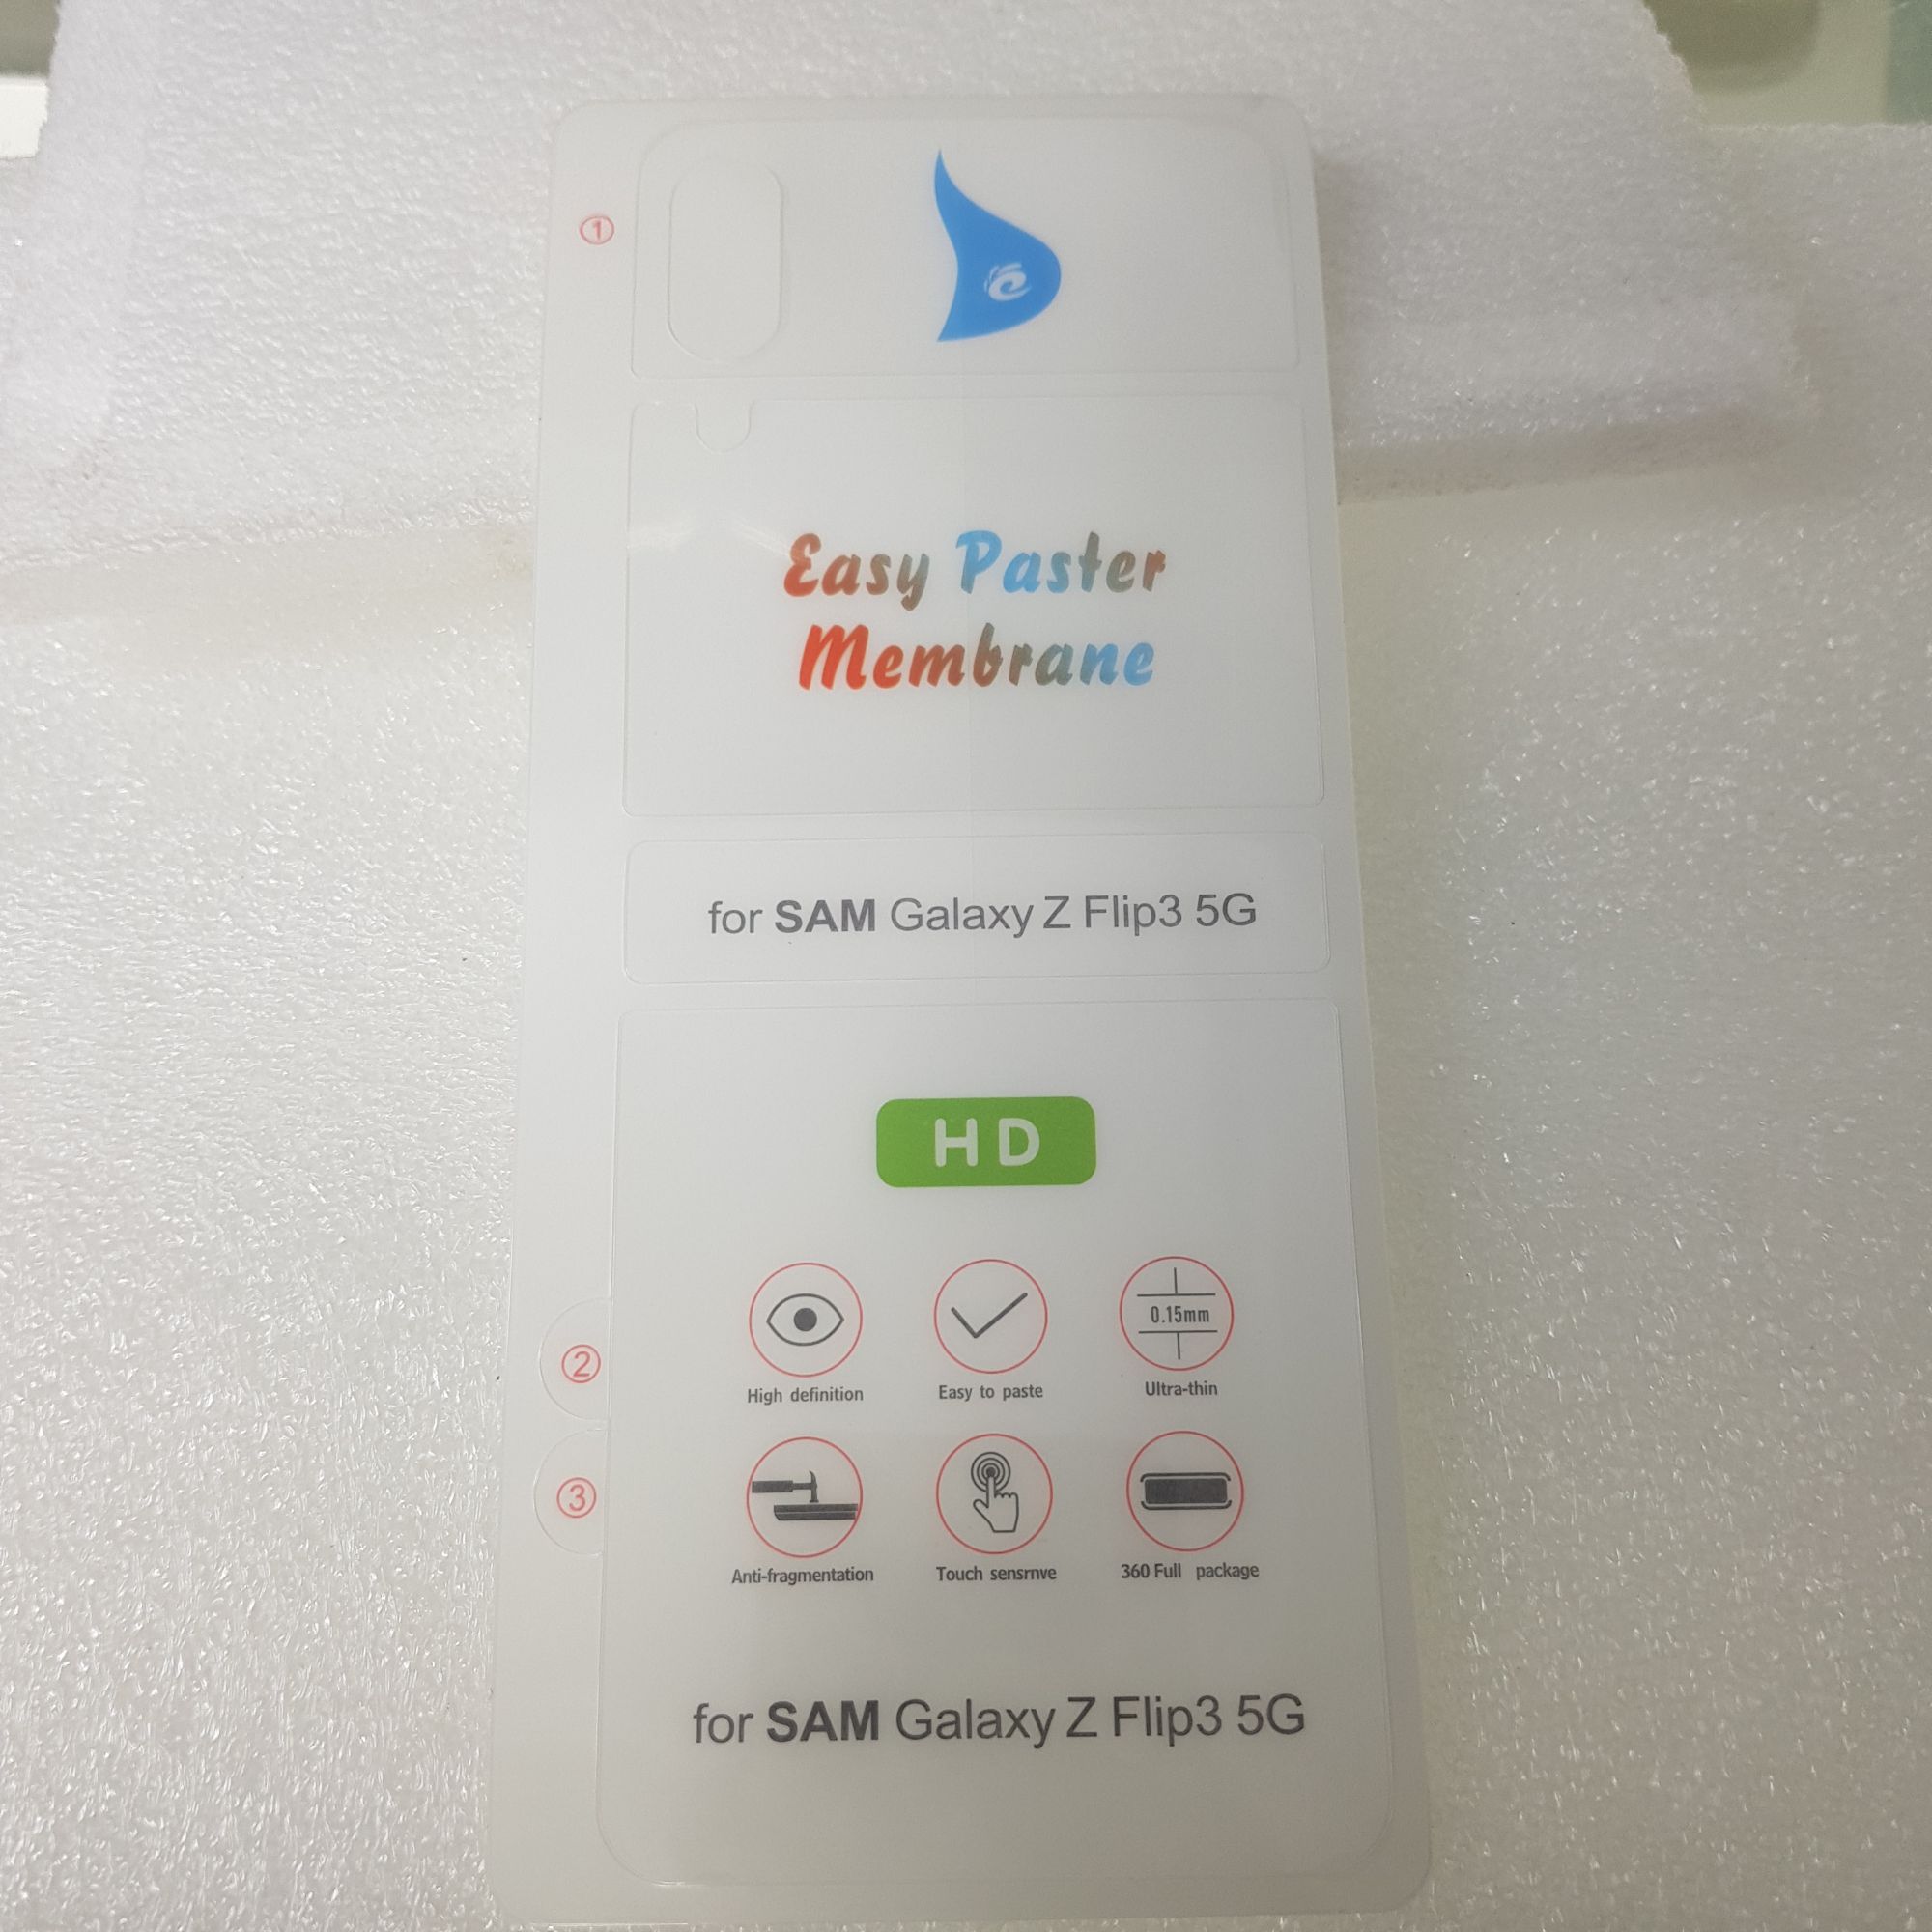 ①
Easy Paster
Membrane
for SAM Galaxy Z Flip3 5G
HD
0.15mm
High definition
Easy to paste
Ultra-thin
②
③
Anti-fragmentation
Touch sensrnve
360 Full package
for SAM Galaxy Z Flip3 5G